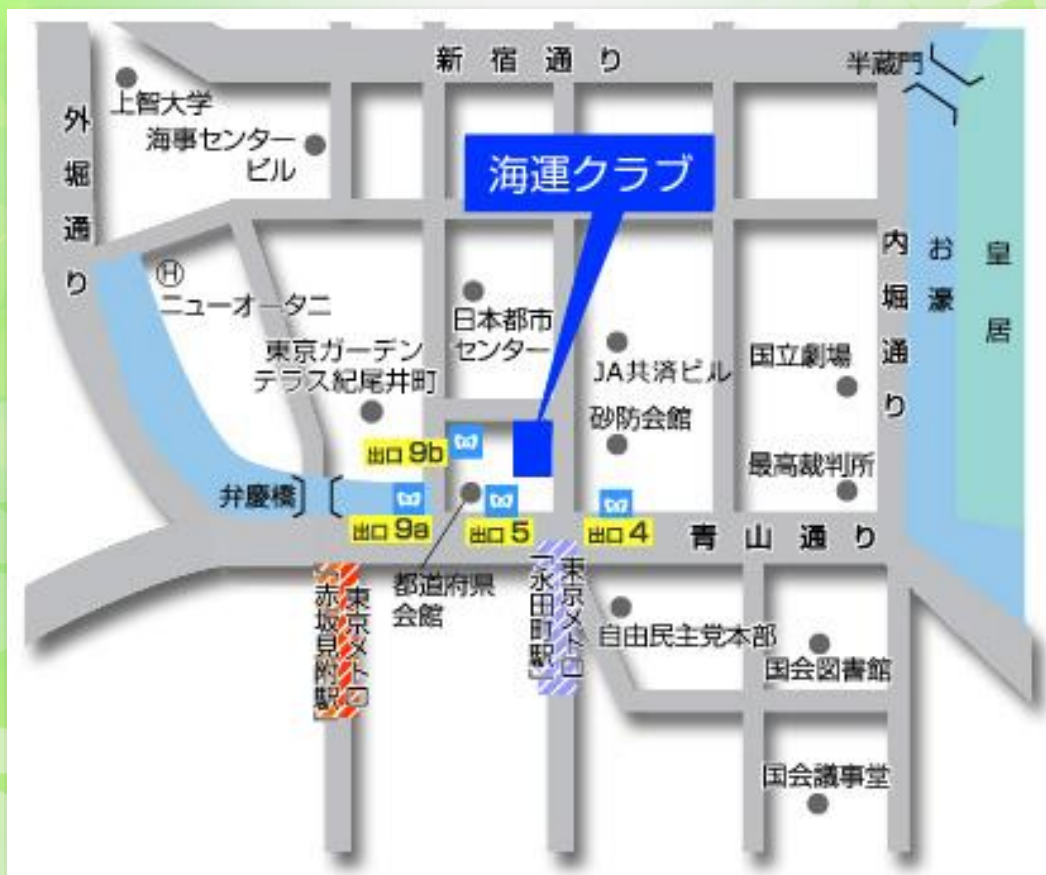 新宿通り
半蔵門
上智大学
海事センター
ビル
外堀通り
海運クラブ
内堀通り
お濠
皇居
Ⓗ
ニューオータニ
日本都市
センター
東京ガーデン
テラス紀尾井町
JA共済ビル
国立劇場
砂防会館
出口 9b
最高裁判所
弁慶橋
出口 9a
出口 5
出口 4
青山通り
都道府県
会館
東京メトロ
「赤坂見附駅」
東京メトロ
「永田町駅」
自由民主党本部
国会図書館
国会議事堂